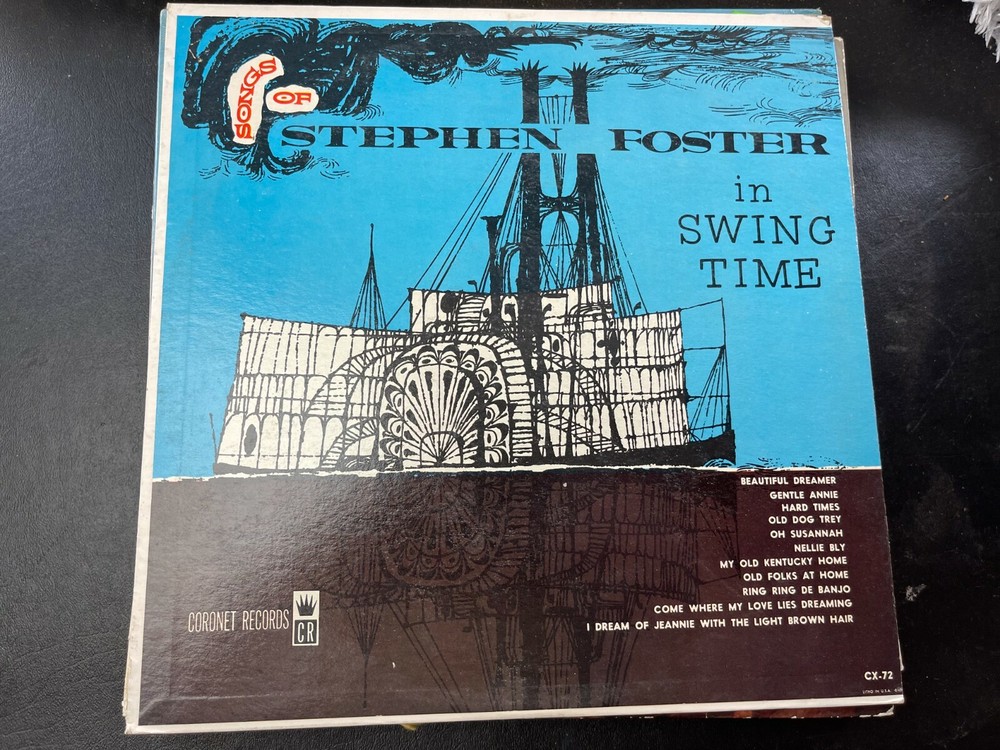 SONGS
OF
STEPHEN FOSTER
in
SWING
TIME
BEAUTIFUL DREAMER
GENTLE ANNIE
HARD TIMES
OLD DOG TREY
OH SUSANNAH
NELLIE BLY
MY OLD KENTUCKY HOME
OLD FOLKS AT HOME
RING RING DE BANJO
COME WHERE MY LOVE LIES DREAMING
I DREAM OF JEANNIE WITH THE LIGHT BROWN HAIR
CORONET RECORDS
CR
CX-72
LITHO IN U.S.A.